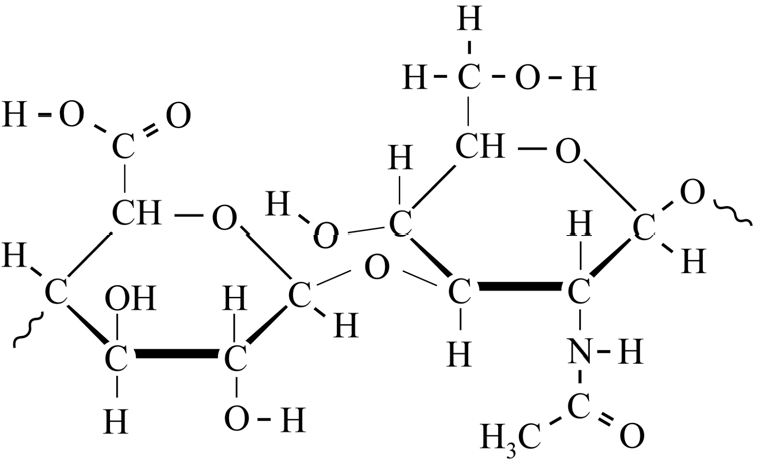 H
H C O H
H O C O
H CH O
CH O H O
H O C H C
H O C H
C OH H C C C
H H
C C N H
H O H C
H₃C O